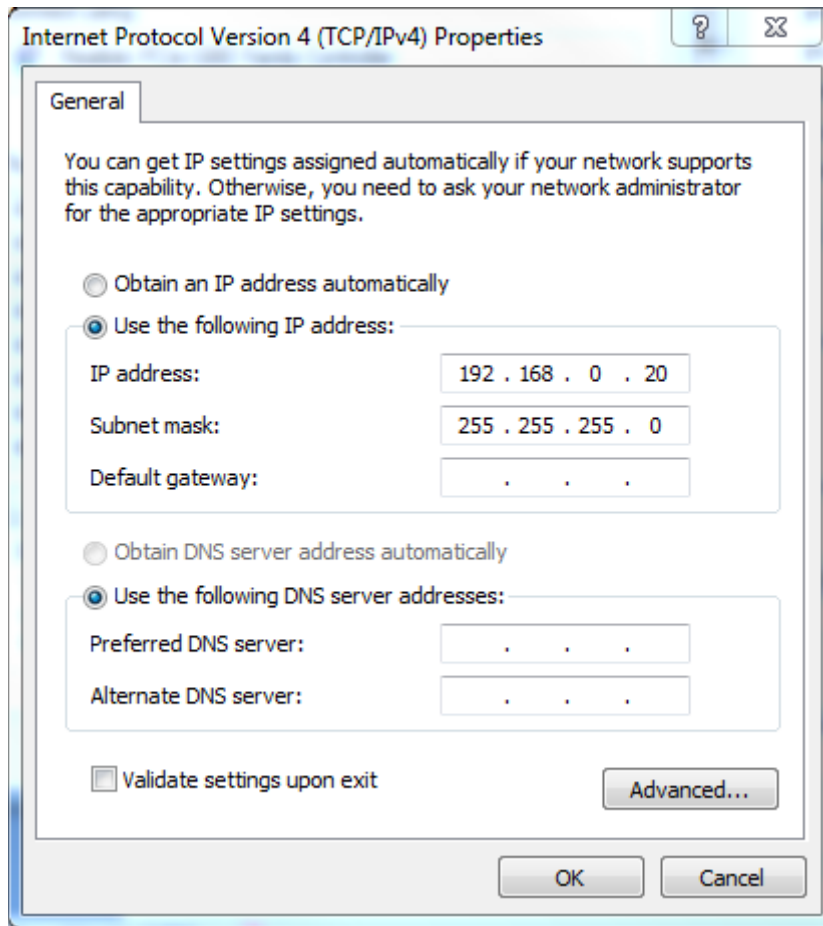 Internet Protocol Version 4 (TCP/IPv4) Properties
General
You can get IP settings assigned automatically if your network supports
this capability. Otherwise, you need to ask your network administrator
for the appropriate IP settings.
Obtain an IP address automatically
Use the following IP address:
IP address: 192 . 168 . 0 . 20
Subnet mask: 255 . 255 . 255 . 0
Default gateway: . . .
Obtain DNS server address automatically
Use the following DNS server addresses:
Preferred DNS server: . . .
Alternate DNS server: . . .
Validate settings upon exit
Advanced...
OK Cancel